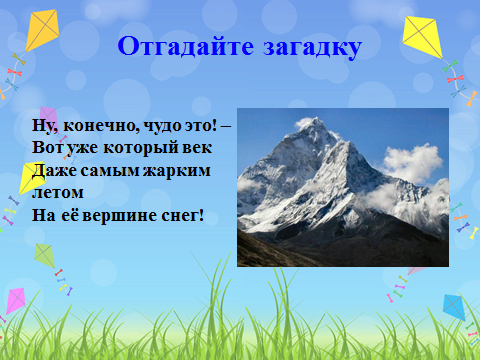 Отгадайте загадку
Ну, конечно, чудо это! –
Вот уже который век
Даже самым жарким
летом
На её вершине снег!